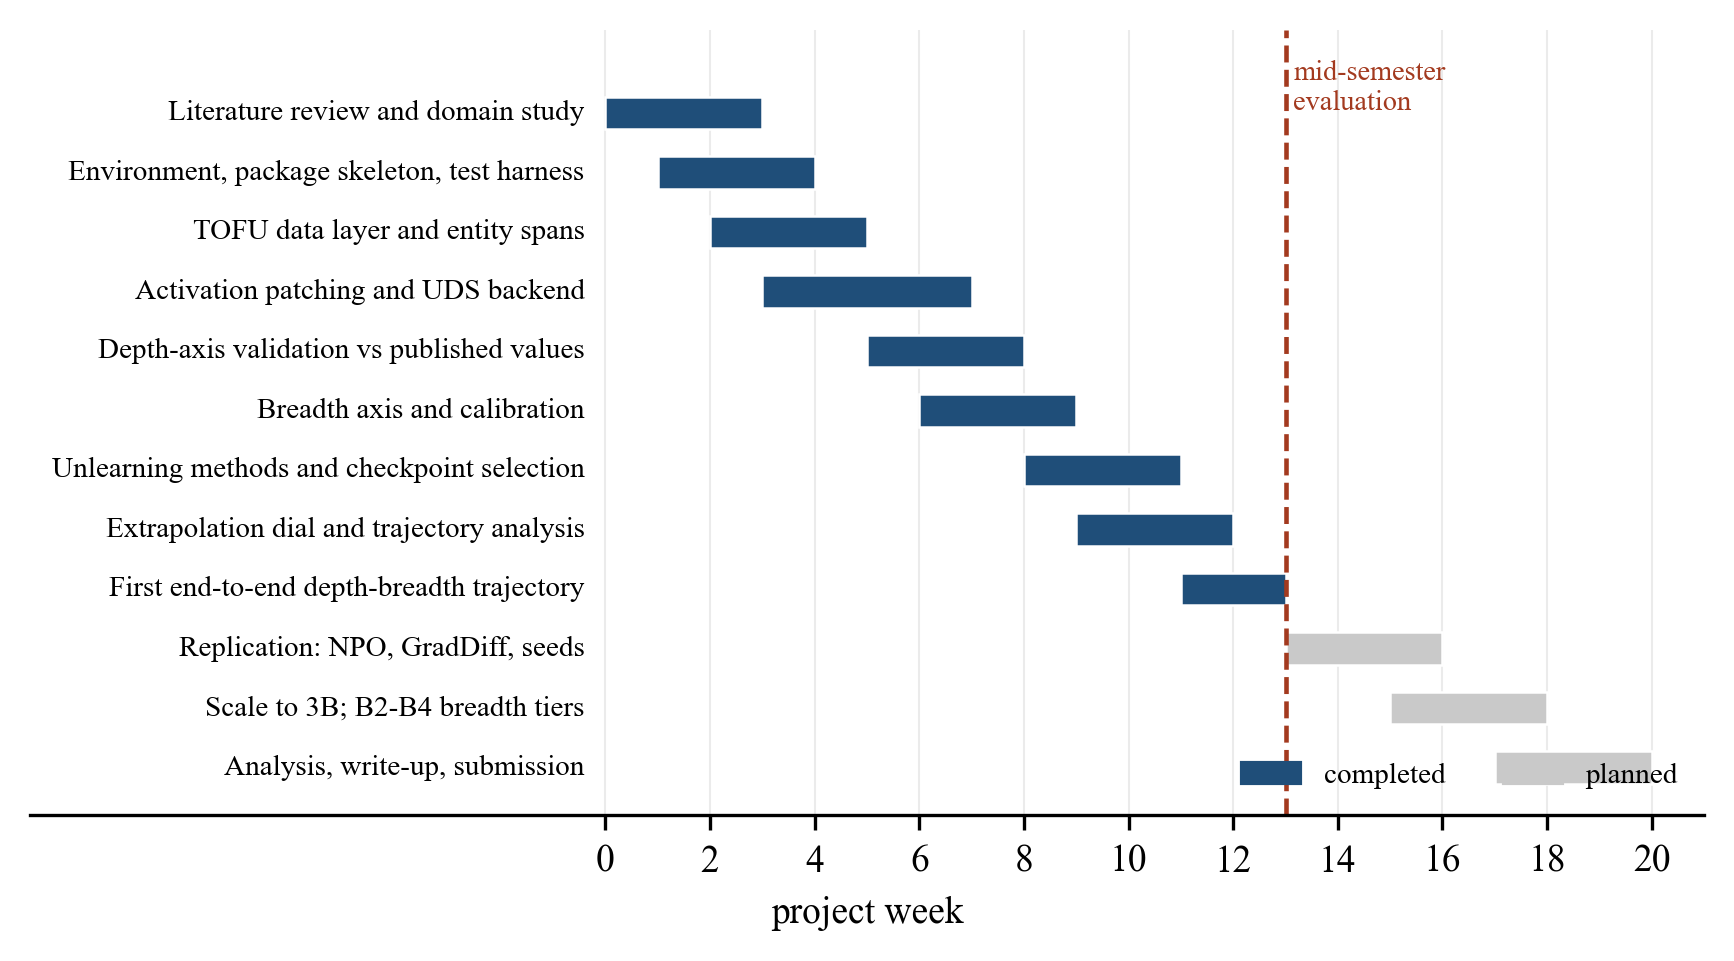 mid-semester
evaluation
Literature review and domain study
Environment, package skeleton, test harness
TOFU data layer and entity spans
Activation patching and UDS backend
Depth-axis validation vs published values
Breadth axis and calibration
Unlearning methods and checkpoint selection
Extrapolation dial and trajectory analysis
First end-to-end depth-breadth trajectory
Replication: NPO, GradDiff, seeds
Scale to 3B; B2-B4 breadth tiers
Analysis, write-up, submission
completed planned
0 2 4 6 8 10 12 14 16 18 20
project week